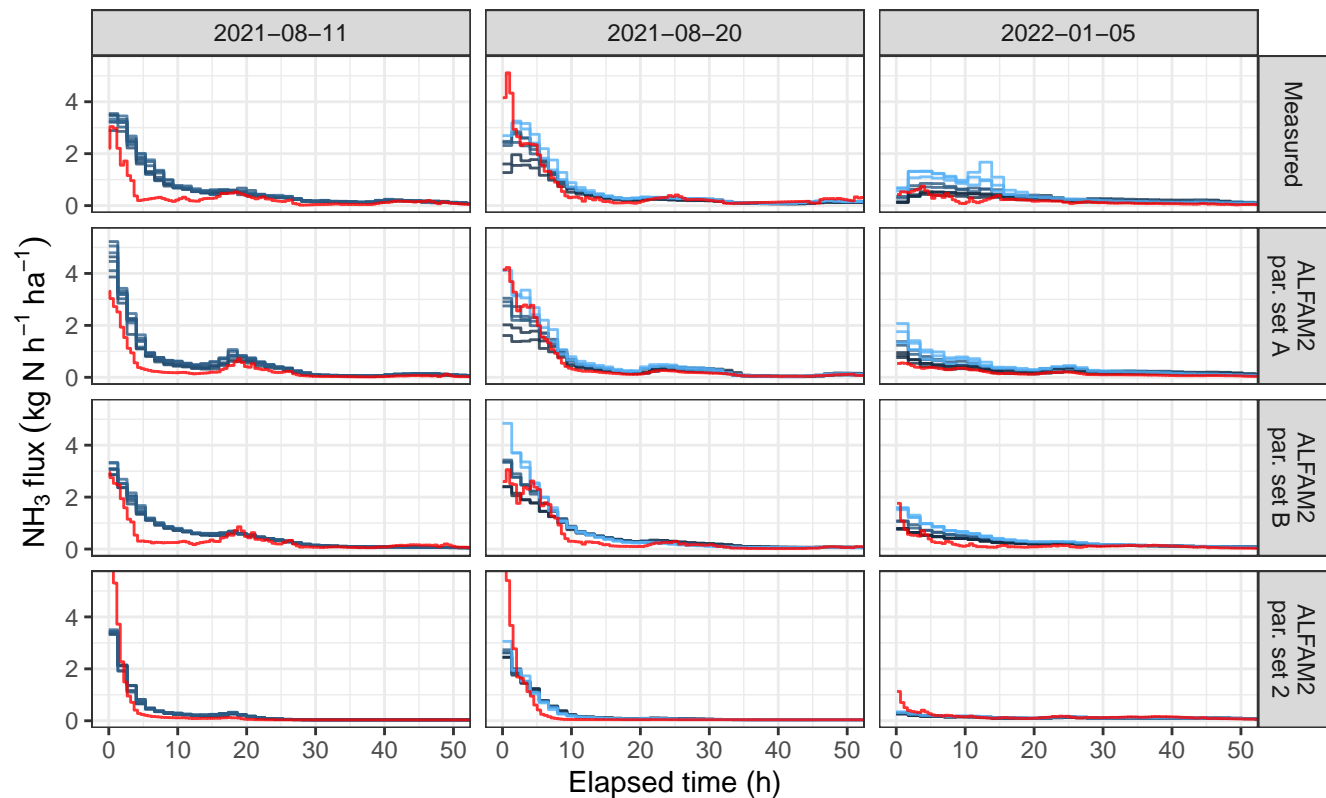 2021−08−11 2021−08−20 2022−01−05
NH₃ flux (kg N h⁻¹ ha⁻¹)
4
2
0
Measured
4
2
0
ALFAM2
par. set A
4
2
0
ALFAM2
par. set B
4
2
0
ALFAM2
par. set 2
0 10 20 30 40 50 0 10 20 30 40 50 0 10 20 30 40 50
Elapsed time (h)